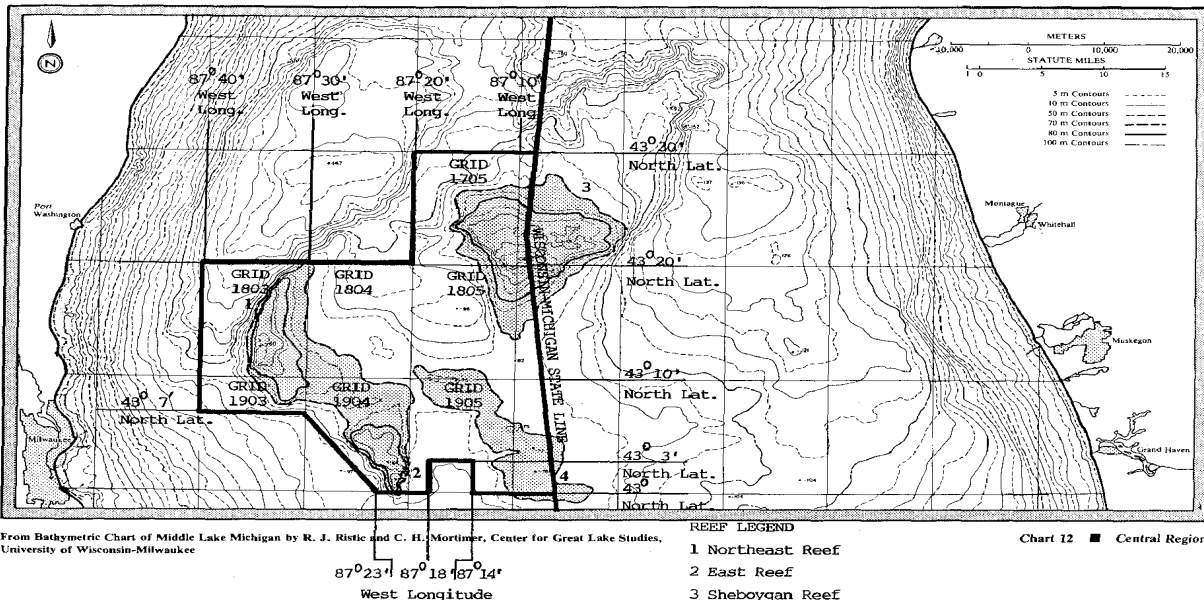 N
87° 40'
West
Long.
87° 30'
West
Long.
87° 20'
West
Long.
87° 10'
West
Long.
METERS
10,000 0 10,000 20,000
STATUTE MILES
1 0 5 10 15
5 m Contours
10 m Contours
50 m Contours
70 m Contours
80 m Contours
100 m Contours
43° 30'
North Lat.
GRID
1705
3
Port
Washington
Montague
Whitehall
WISCONSIN-MICHIGAN STATE LINE
43° 20'
North Lat.
GRID
1803
1
GRID
1804
GRID
1805
Muskegon
43° 10'
North Lat.
GRID
1903
GRID
1904
GRID
1905
43° 7'
North Lat.
Milwaukee
Grand Haven
43° 3'
North Lat.
2
4
43°
North Lat.
From Bathymetric Chart of Middle Lake Michigan by R. J. Ristic and C. H. Mortimer, Center for Great Lake Studies,
University of Wisconsin-Milwaukee
87° 23' 87° 18' 87° 14'
West Longitude
REEF LEGEND
1 Northeast Reef
2 East Reef
3 Sheboygan Reef
Chart 12 ■ Central Region